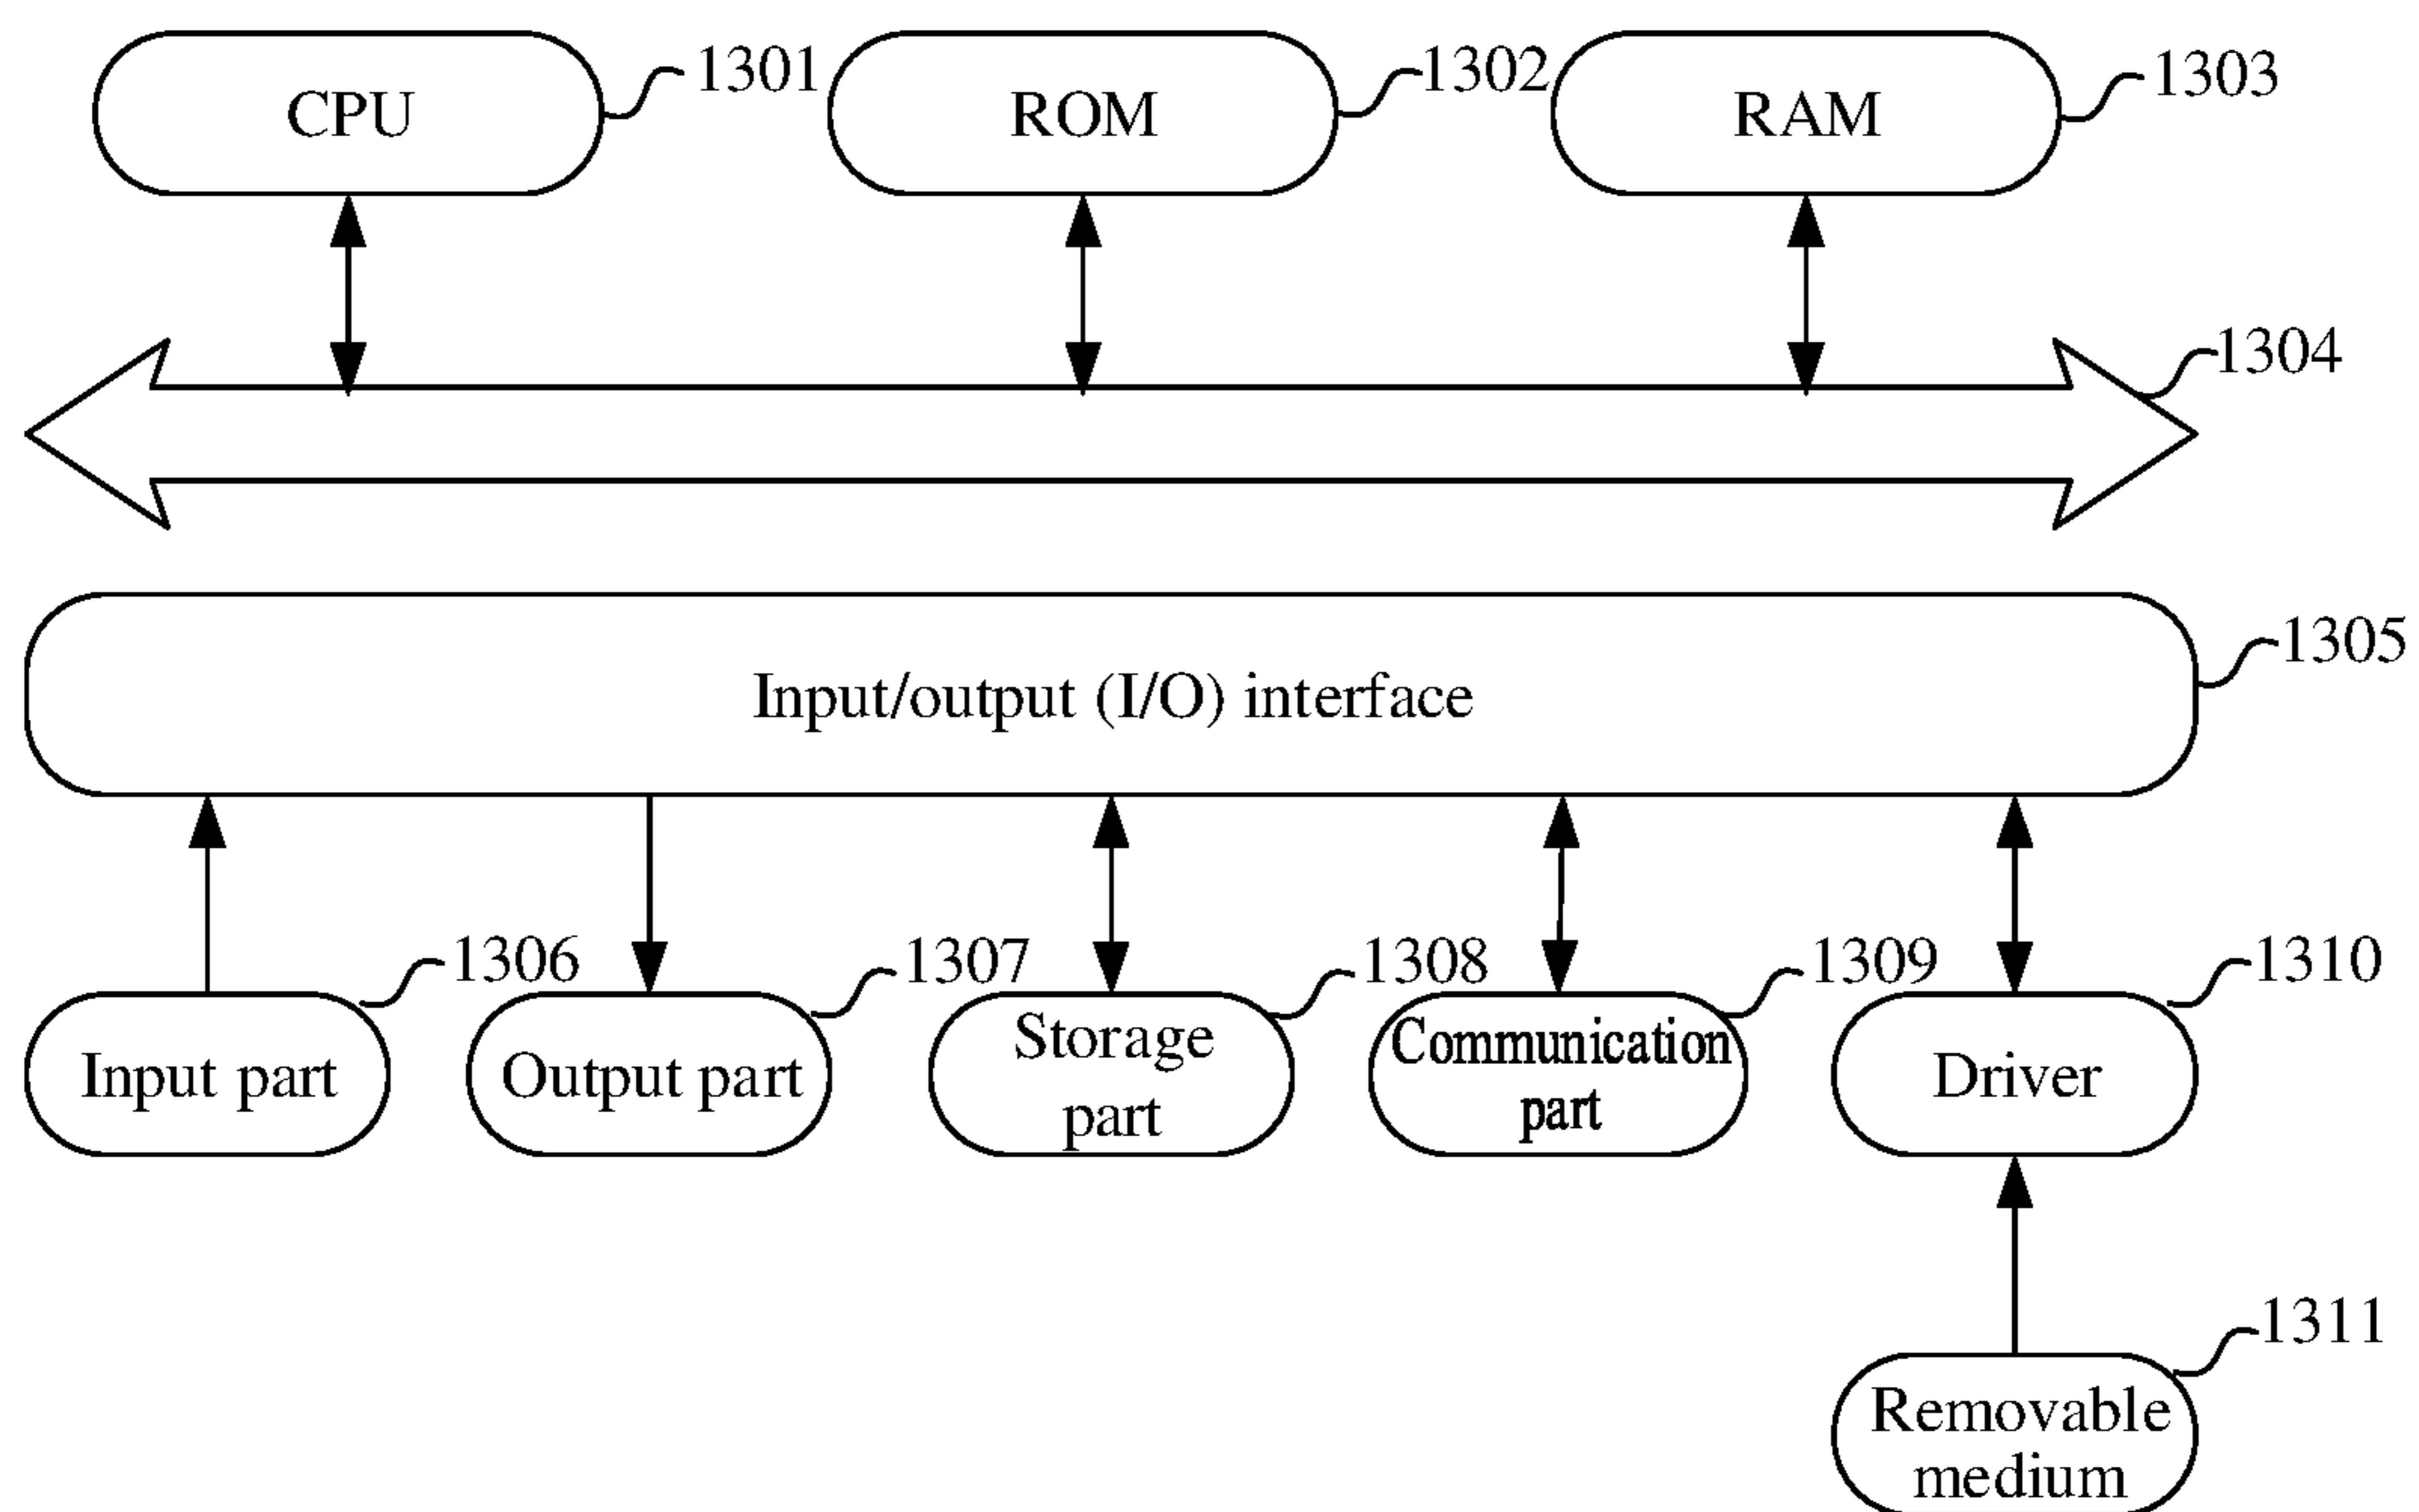 CPU
1301
ROM
1302
RAM
1303
1304
Input/output (I/O) interface
1305
1306
1307
1308
1309
1310
Input part
Output part
Storage
part
Communication
part
Driver
1311
Removable
medium